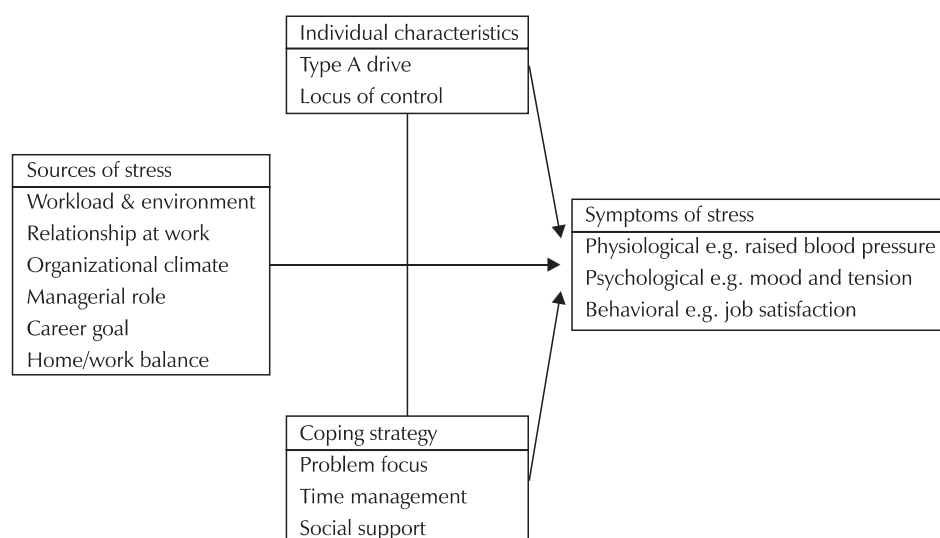 Individual characteristics
Type A drive
Locus of control
Sources of stress
Workload & environment
Relationship at work
Organizational climate
Managerial role
Career goal
Home/work balance
Symptoms of stress
Physiological e.g. raised blood pressure
Psychological e.g. mood and tension
Behavioral e.g. job satisfaction
Coping strategy
Problem focus
Time management
Social support